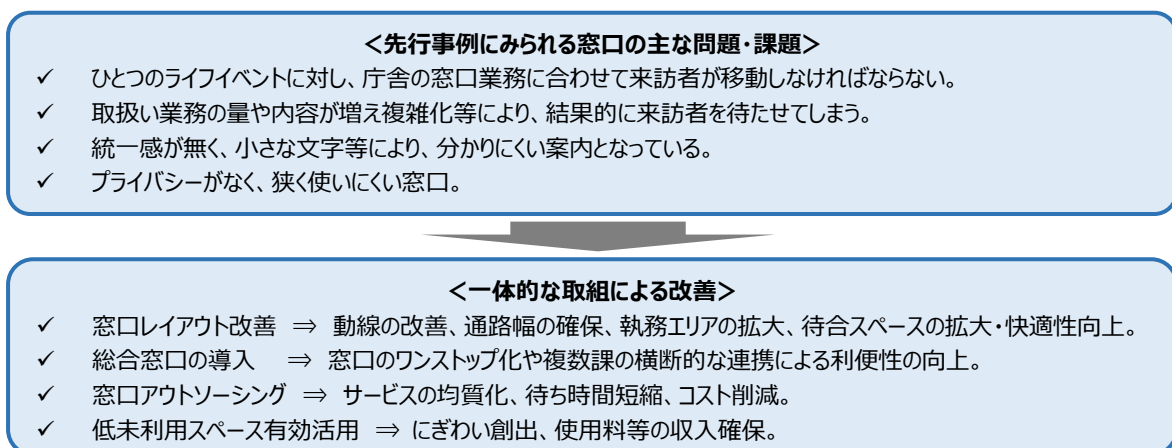 ＜先行事例にみられる窓口の主な問題・課題＞
✓ ひとつのライフイベントに対し、庁舎の窓口業務に合わせて来訪者が移動しなければならない。
✓ 取扱い業務の量や内容が増え複雑化等により、結果的に来訪者を待たせてしまう。
✓ 統一感が無く、小さな文字等により、分かりにくい案内となっている。
✓ プライバシーがなく、狭く使いにくい窓口。
＜一体的な取組による改善＞
✓ 窓口レイアウト改善 ⇒ 動線の改善、通路幅の確保、執務エリアの拡大、待合スペースの拡大・快適性向上。
✓ 総合窓口の導入 ⇒ 窓口のワンストップ化や複数課の横断的な連携による利便性の向上。
✓ 窓口アウトソーシング ⇒ サービスの均質化、待ち時間短縮、コスト削減。
✓ 低未利用スペース有効活用 ⇒ にぎわい創出、使用料等の収入確保。